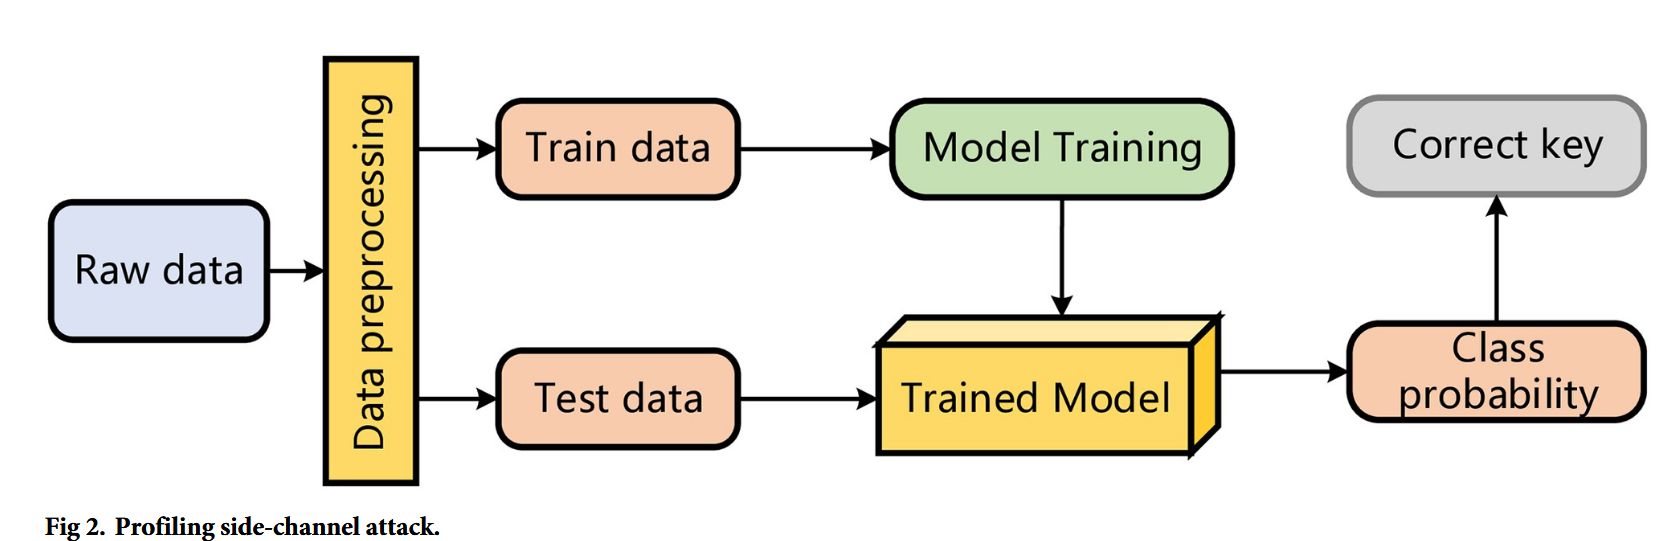 Raw data
Data preprocessing
Train data
Model Training
Correct key
Test data
Trained Model
Class
probability
Fig 2. Profiling side-channel attack.